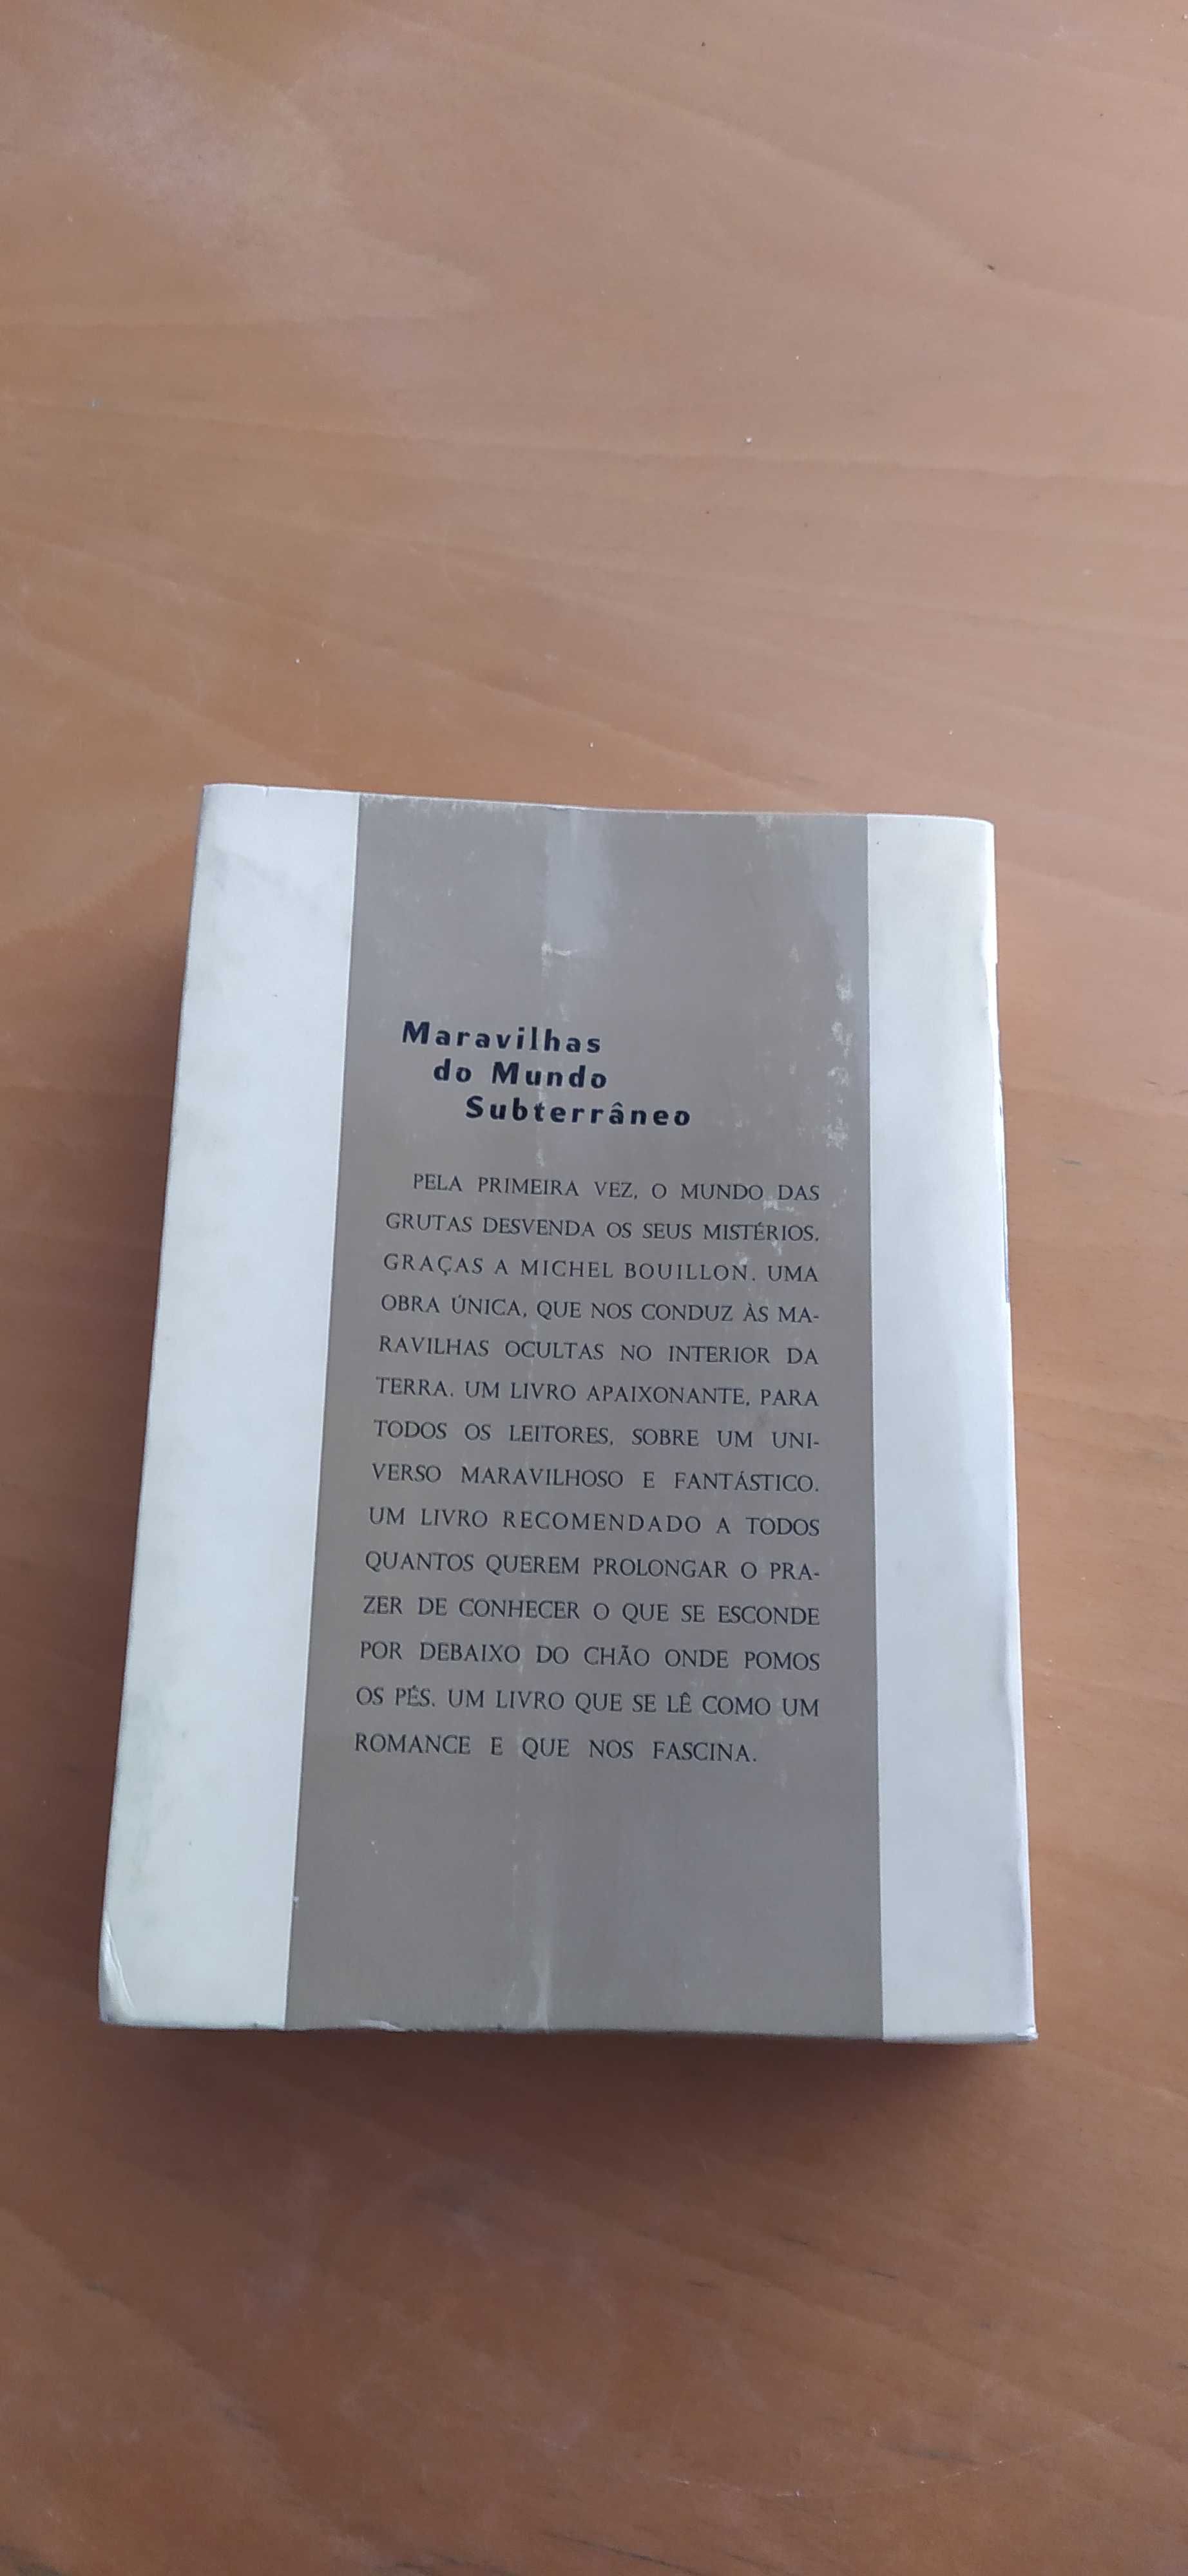 Maravilhas
do Mundo
Subterrâneo
PELA PRIMEIRA VEZ, O MUNDO DAS
GRUTAS DESVENDA OS SEUS MISTÉRIOS,
GRAÇAS A MICHEL BOUILLON. UMA
OBRA ÚNICA, QUE NOS CONDUZ ÀS MA-
RAVILHAS OCULTAS NO INTERIOR DA
TERRA. UM LIVRO APAIXONANTE, PARA
TODOS OS LEITORES, SOBRE UM UNI-
VERSO MARAVILHOSO E FANTÁSTICO.
UM LIVRO RECOMENDADO A TODOS
QUANTOS QUEREM PROLONGAR O PRA-
ZER DE CONHECER O QUE SE ESCONDE
POR DEBAIXO DO CHÃO ONDE POMOS
OS PÉS. UM LIVRO QUE SE LÊ COMO UM
ROMANCE E QUE NOS FASCINA.